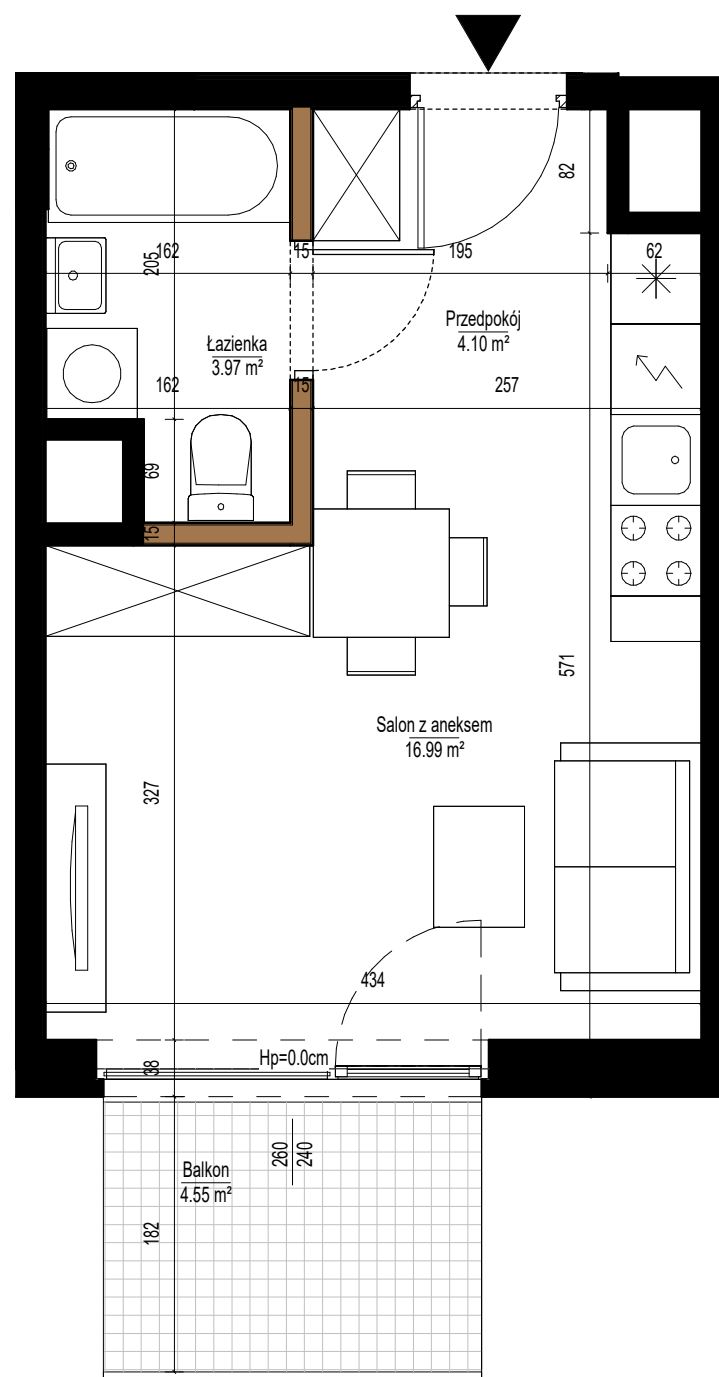 82
162
15
195
62
205
Przedpokój
4.10 m²
Łazienka
3.97 m²
162
15
257
69
15
571
Salon z aneksem
16.99 m²
327
434
Hp=0.0cm
38
260
240
Balkon
4.55 m²
182